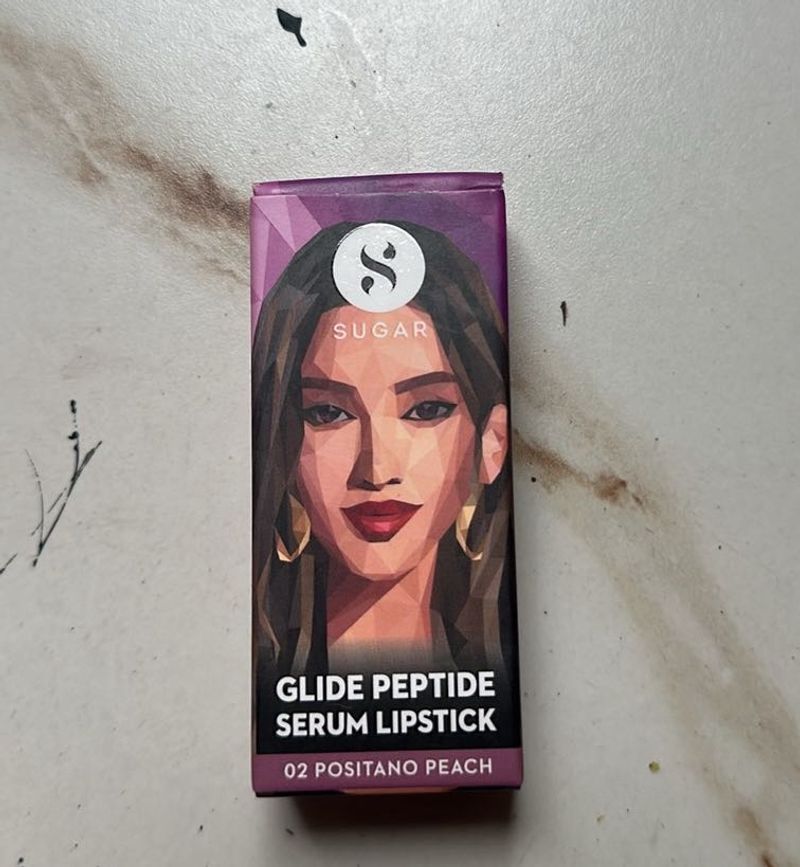 S
SUGAR
GLIDE PEPTIDE
SERUM LIPSTICK
02 POSITANO PEACH